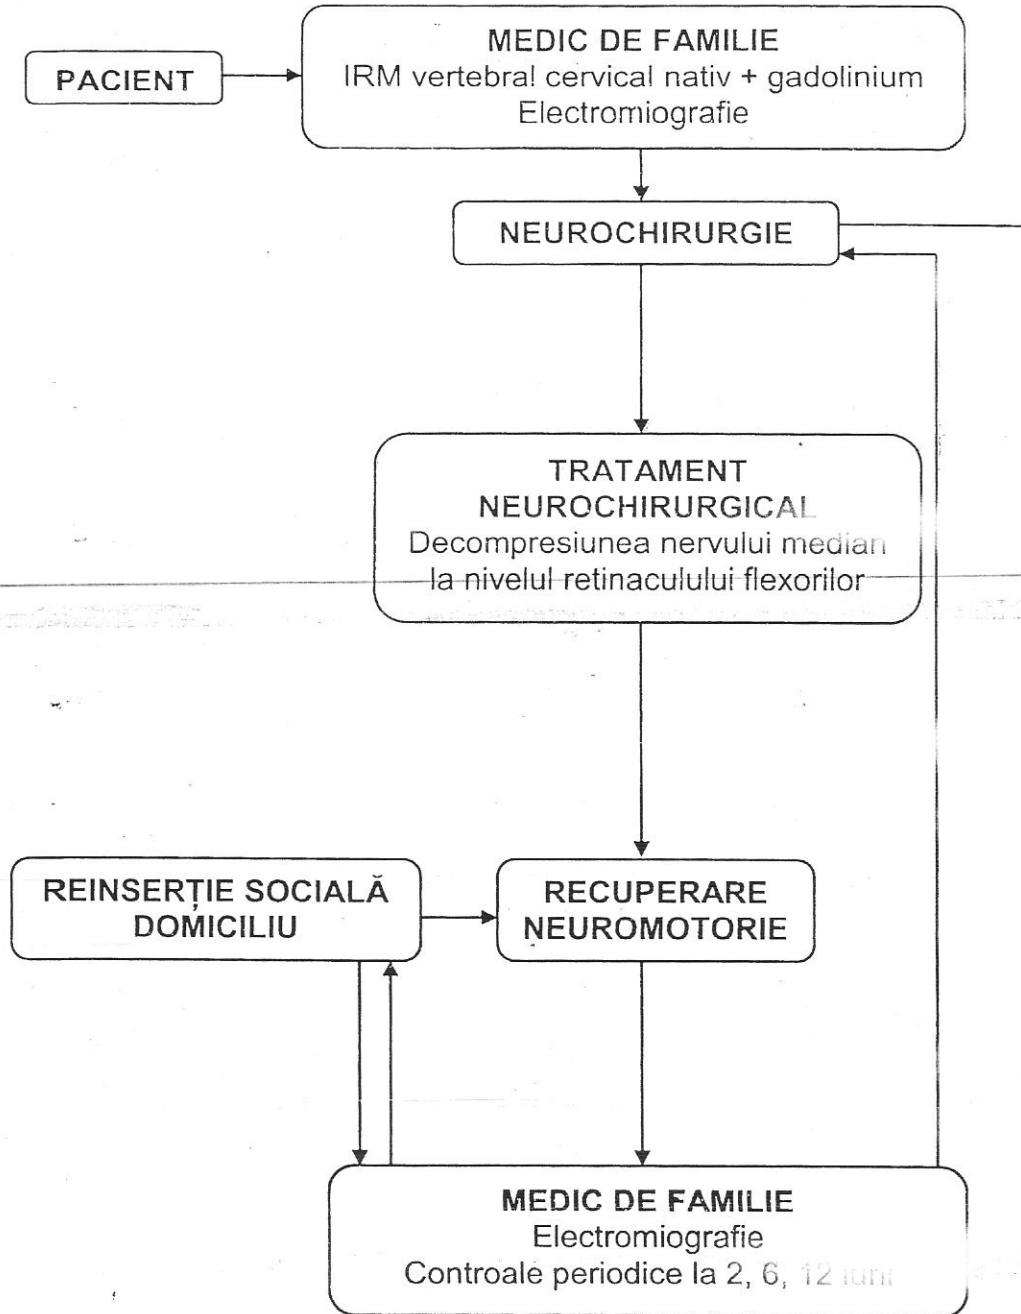 PACIENT
MEDIC DE FAMILIE
IRM vertebral cervical nativ + gadolinium
Electromiografie
NEUROCHIRURGIE
TRATAMENT
NEUROCHIRURGICAL
Decompresiunea nervului median
la nivelul retinaculului flexorilor
REINSERȚIE SOCIALĂ
DOMICILIU
RECUPERARE
NEUROMOTORIE
MEDIC DE FAMILIE
Electromiografie
Controale periodice la 2, 6, 12 luni